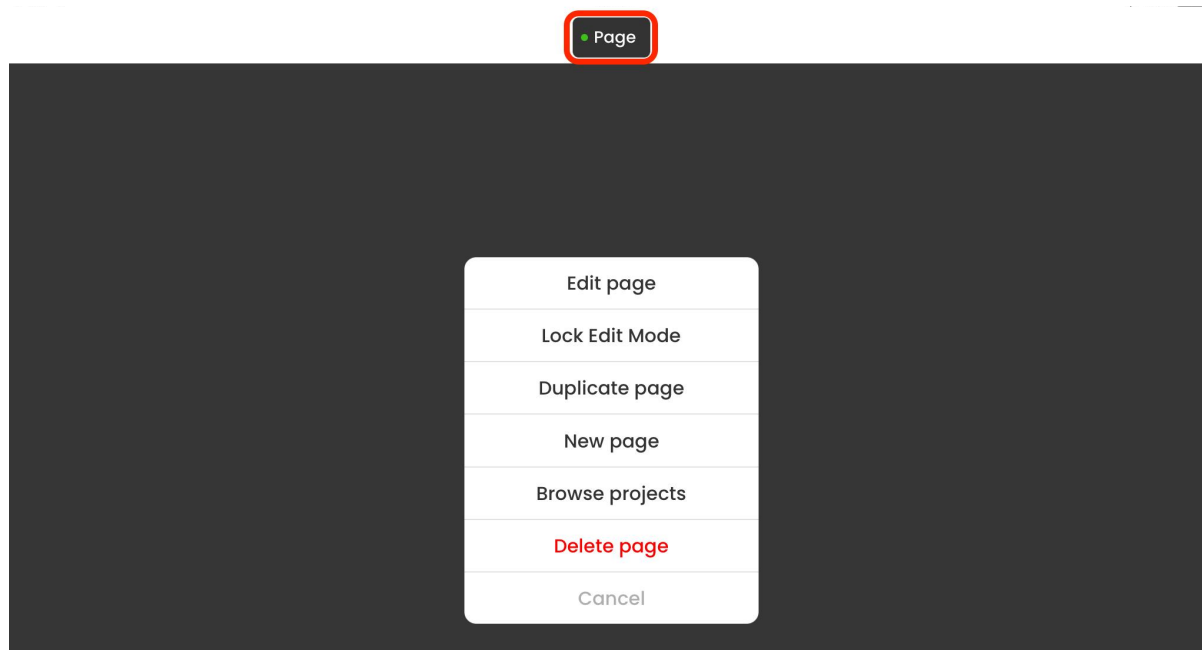 Page
Edit page
Lock Edit Mode
Duplicate page
New page
Browse projects
Delete page
Cancel